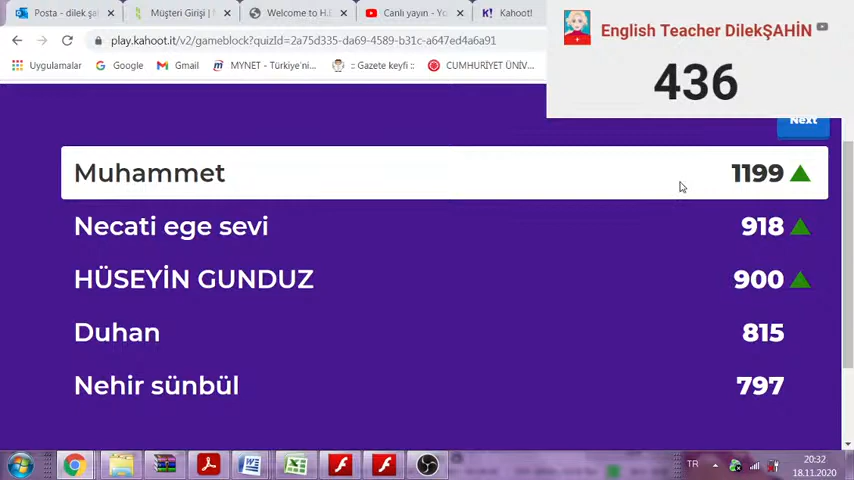 Posta - dilek şal
Müşteri Girişi | N
Welcome to H.E
Canlı yayın - Yo
Kahoot!
play.kahoot.it/v2/gameblock?quizId=2a75d335-da69-4589-b31c-a647ed4a6a91
Uygulamalar
Google
Gmail
MYNET - Türkiye'ni...
:: Gazete keyfi ::
CUMHURİYET ÜNİV...
English Teacher DilekŞAHİN
436
Next
Muhammet 1199
Necati ege sevi 918
HÜSEYİN GUNDUZ 900
Duhan 815
Nehir sünbül 797
TR
20:32
18.11.2020